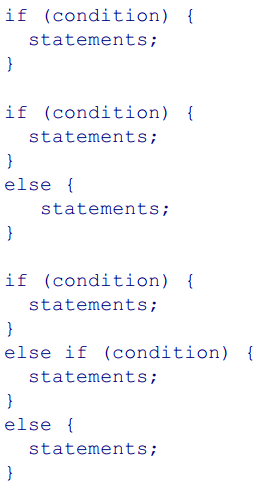 if (condition) {
  statements;
}

if (condition) {
  statements;
}
else {
   statements;
}

if (condition) {
  statements;
}
else if (condition) {
  statements;
}
else {
  statements;
}